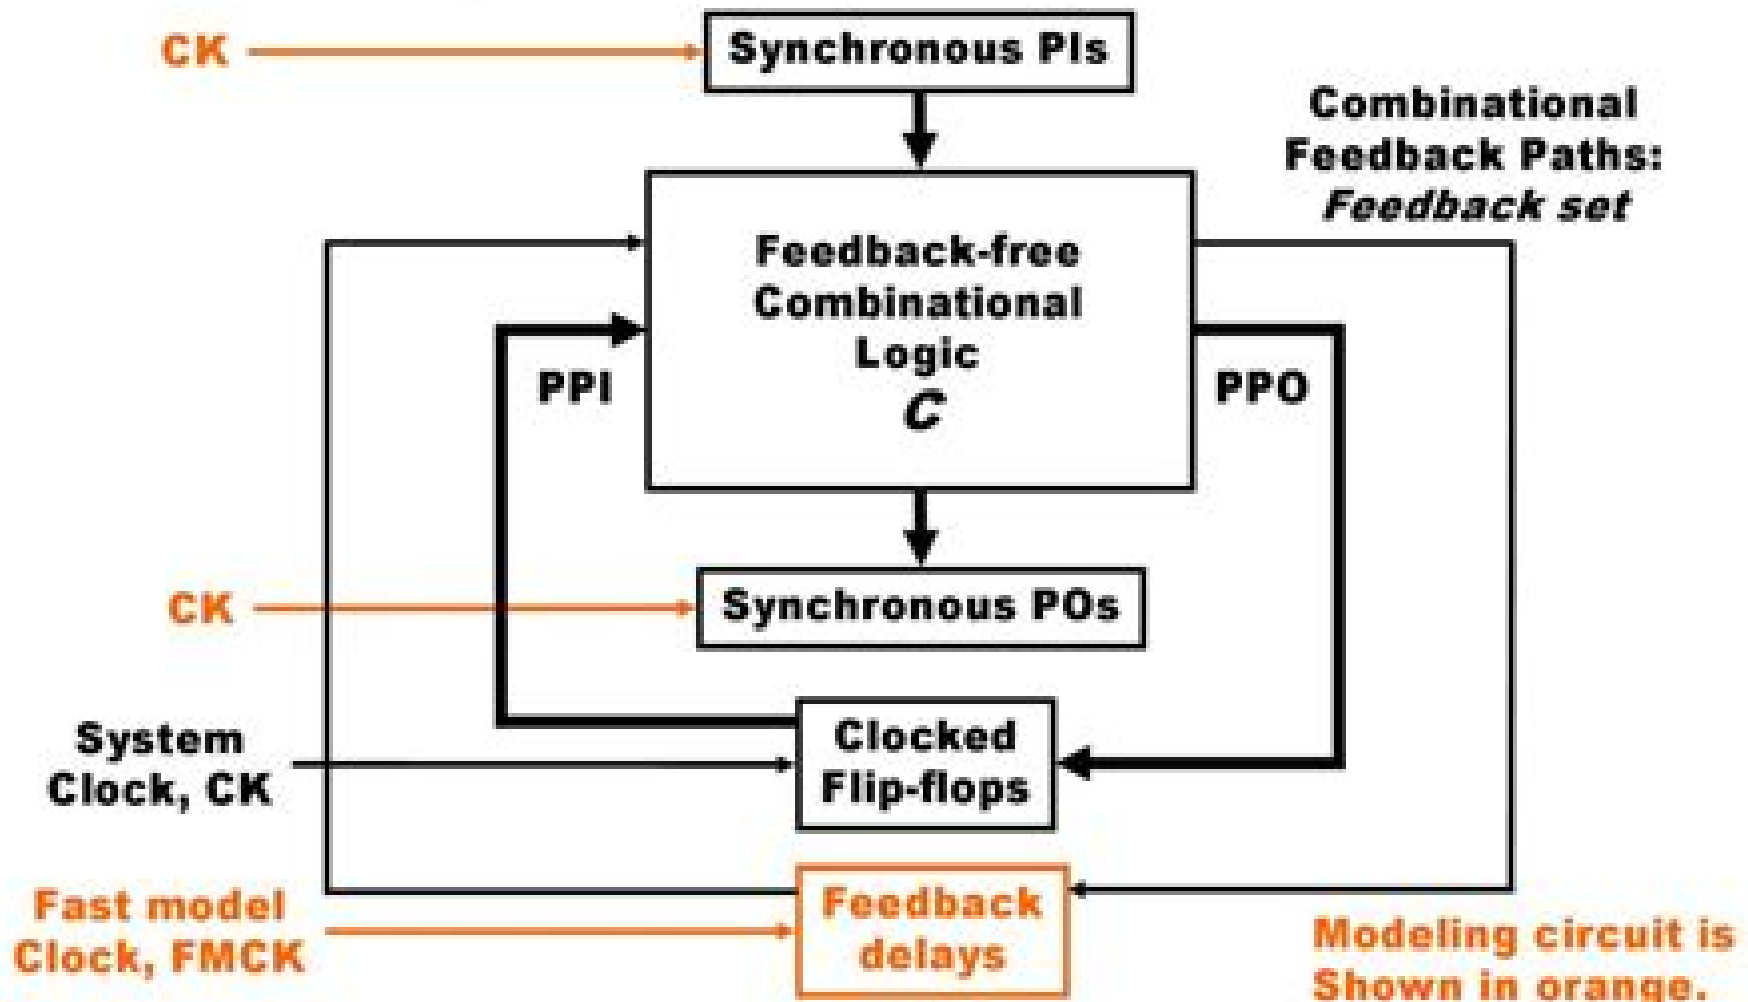 CK
Synchronous PIs
Combinational
Feedback Paths:
Feedback set
Feedback-free
Combinational
Logic
C
PPI
PPO
CK
Synchronous POs
System
Clock, CK
Clocked
Flip-flops
Fast model
Clock, FMCK
Feedback
delays
Modeling circuit is
Shown in orange.